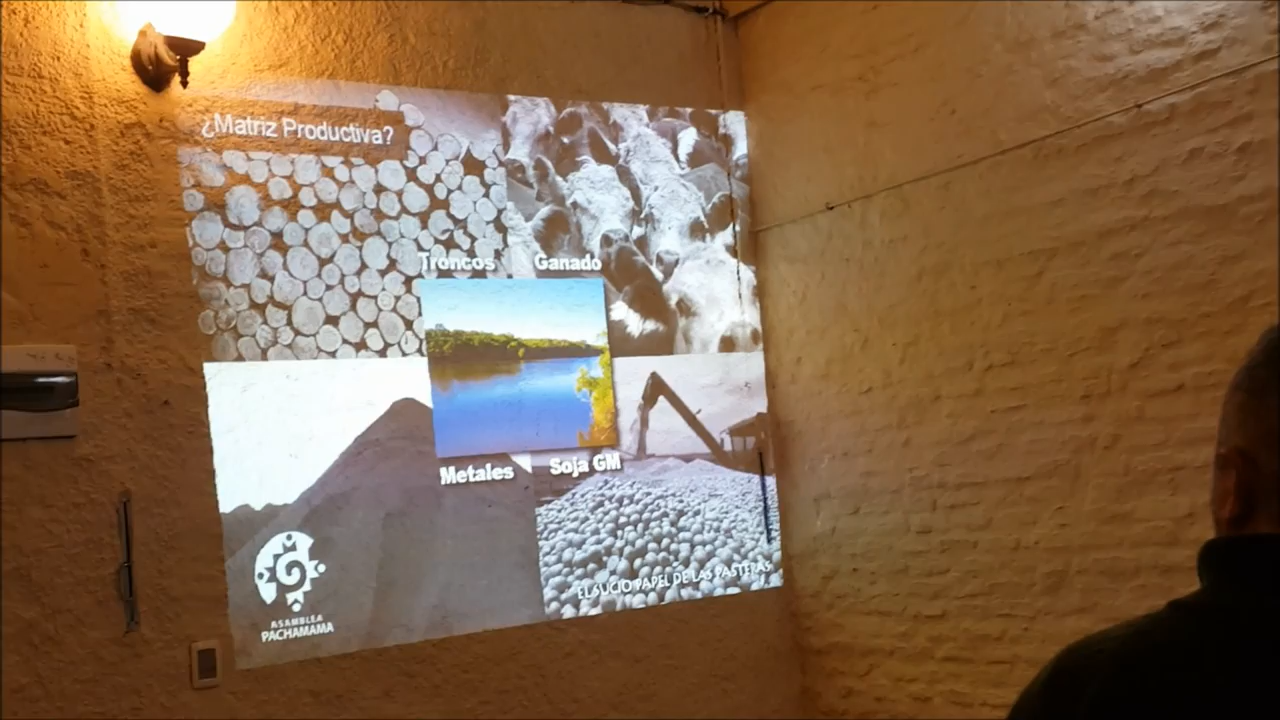 ¿Matriz Productiva?
Troncos
Ganado
Metales
Soja GM
EL SUCIO PAPEL DE LAS PASTERAS
ASAMBLEA
PACHAMAMA